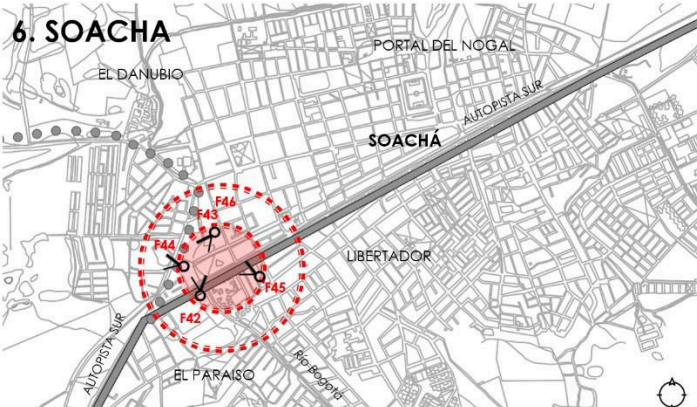 6. SOACHA
PORTAL DEL NOGAL
EL DANUBIO
AUTOPISTA SUR
SOACHÁ
F46
F43
F44
LIBERTADOR
F45
F42
AUTOPISTA SUR
EL PARAISO
Río Bogotá